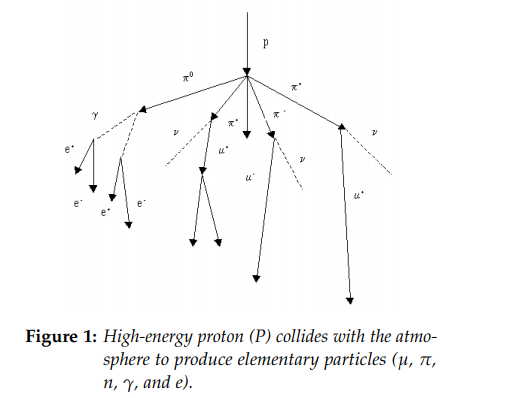 p
π⁰
π⁺
γ
ν
π⁺
π⁻
ν
e⁺
μ⁺
ν
μ⁻
μ⁺
e⁻
e⁺
e⁻
Figure 1: High-energy proton (P) collides with the atmo-
sphere to produce elementary particles (μ, π,
n, γ, and e).